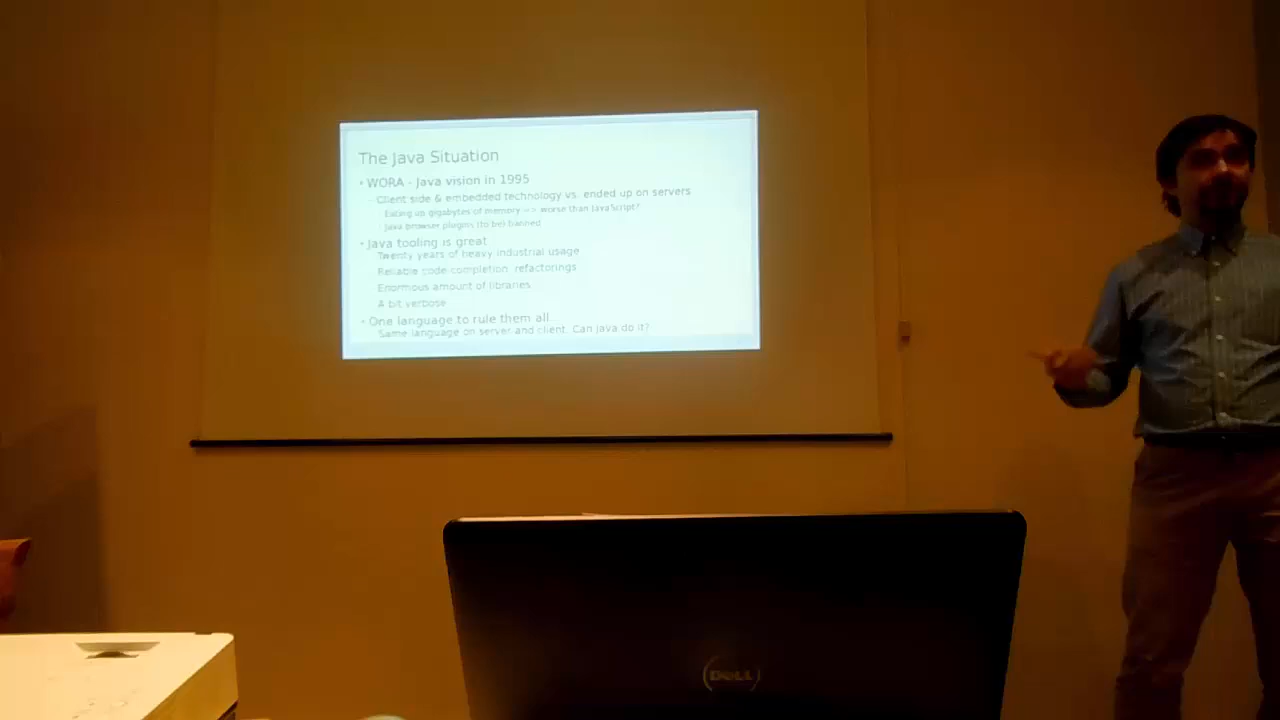 The Java Situation
WORA - Java vision in 1995
Client side & embedded technology vs. ended up on servers
Eating up gigabytes of memory --> worse than JavaScript?
Java browser plugins (to be) banned
Java tooling is great
Twenty years of heavy industrial usage
Reliable code completion, refactorings
Enormous amount of libraries
A bit verbose
One language to rule them all...
Same language on server and client. Can Java do it?
DELL